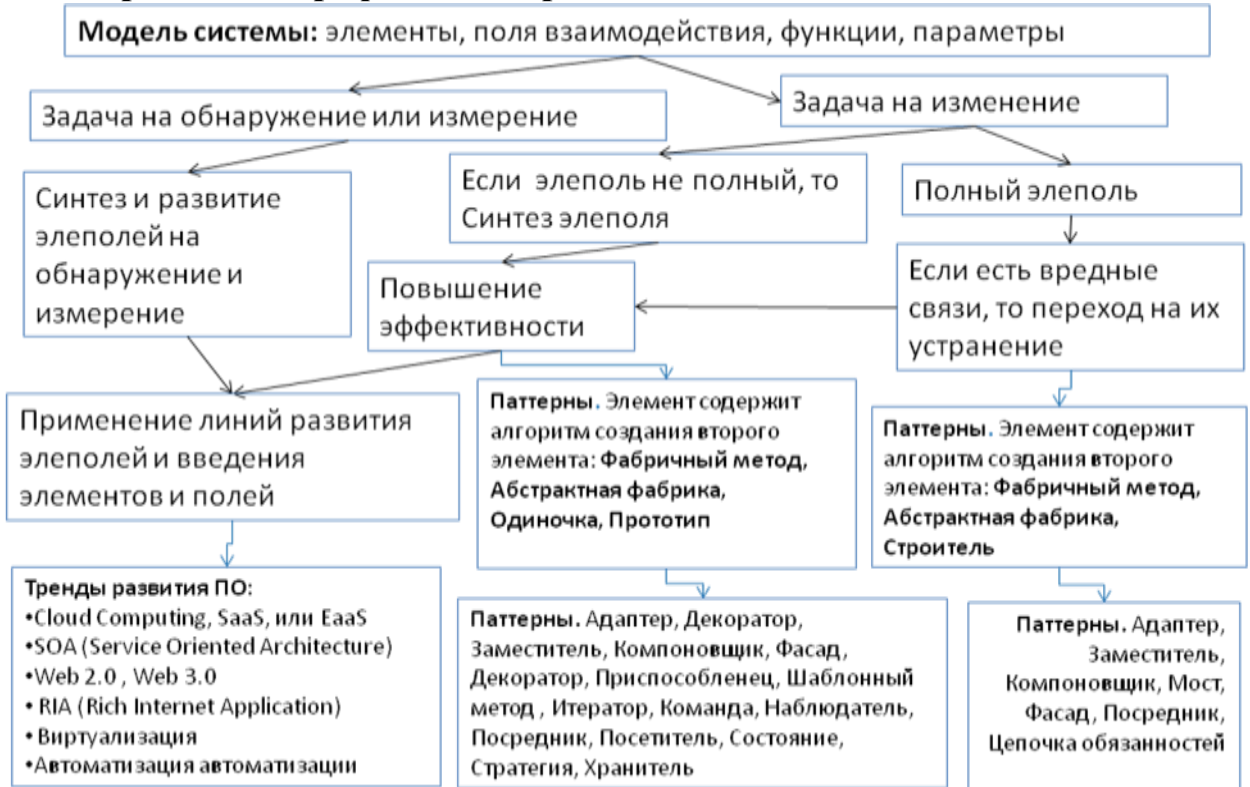 Модель системы: элементы, поля взаимодействия, функции, параметры
Задача на обнаружение или измерение
Задача на изменение
Синтез и развитие
элеполей на
обнаружение и
измерение
Если элеполь не полный, то
Синтез элеполя
Полный элеполь
Повышение
эффективности
Если есть вредные
связи, то переход на их
устранение
Применение линий развития
элеполей и введения
элементов и полей
Паттерны. Элемент содержит
алгоритм создания второго
элемента: Фабричный метод,
Абстрактная фабрика,
Одиночка, Прототип
Паттерны. Элемент содержит
алгоритм создания второго
элемента: Фабричный метод,
Абстрактная фабрика,
Строитель
Тренды развития ПО:
•Cloud Computing, SaaS, или EaaS
•SOA (Service Oriented Architecture)
•Web 2.0 , Web 3.0
• RIA (Rich Internet Application)
•Виртуализация
•Автоматизация автоматизации
Паттерны. Адаптер, Декоратор,
Заместитель, Компоновщик, Фасад,
Декоратор, Приспособленец, Шаблонный
метод , Итератор, Команда, Наблюдатель,
Посредник, Посетитель, Состояние,
Стратегия, Хранитель
Паттерны. Адаптер,
Заместитель,
Компоновщик, Мост,
Фасад, Посредник,
Цепочка обязанностей